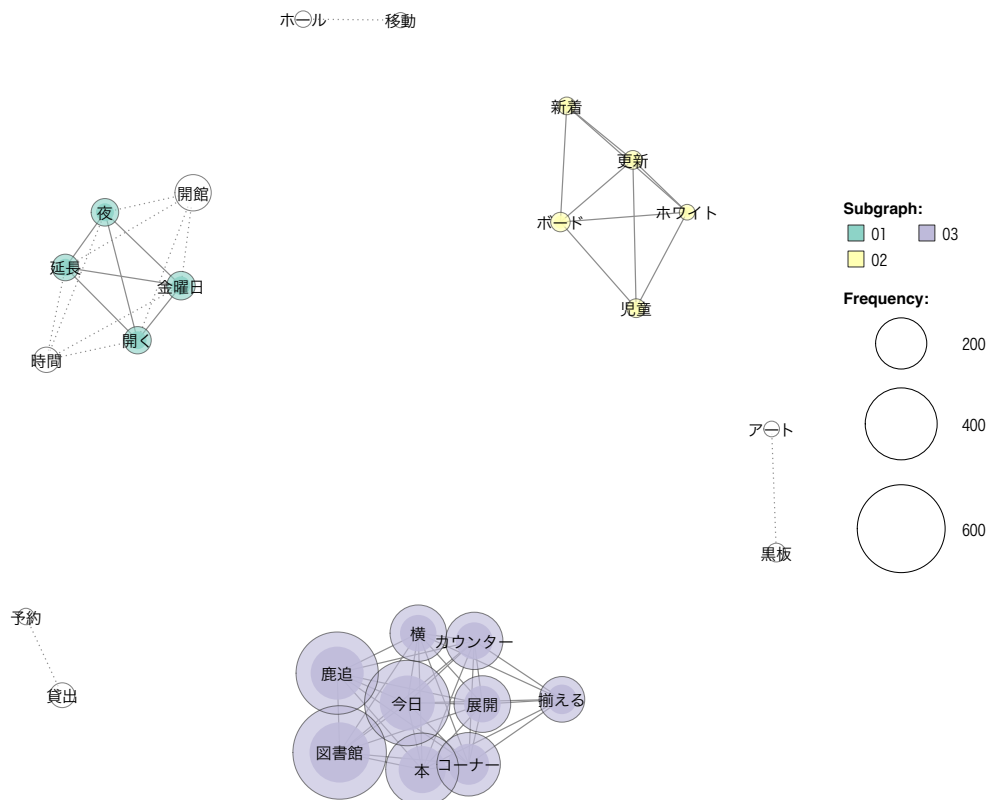 ホール
移動
新着
更新
開館
夜
ホワイト
ボード
延長
金曜日
児童
開く
時間
アート
黒板
予約
貸出
横
カウンター
鹿追
今日
展開
揃える
図書館
本
コーナー
Subgraph:
01
03
02
Frequency:
200
400
600